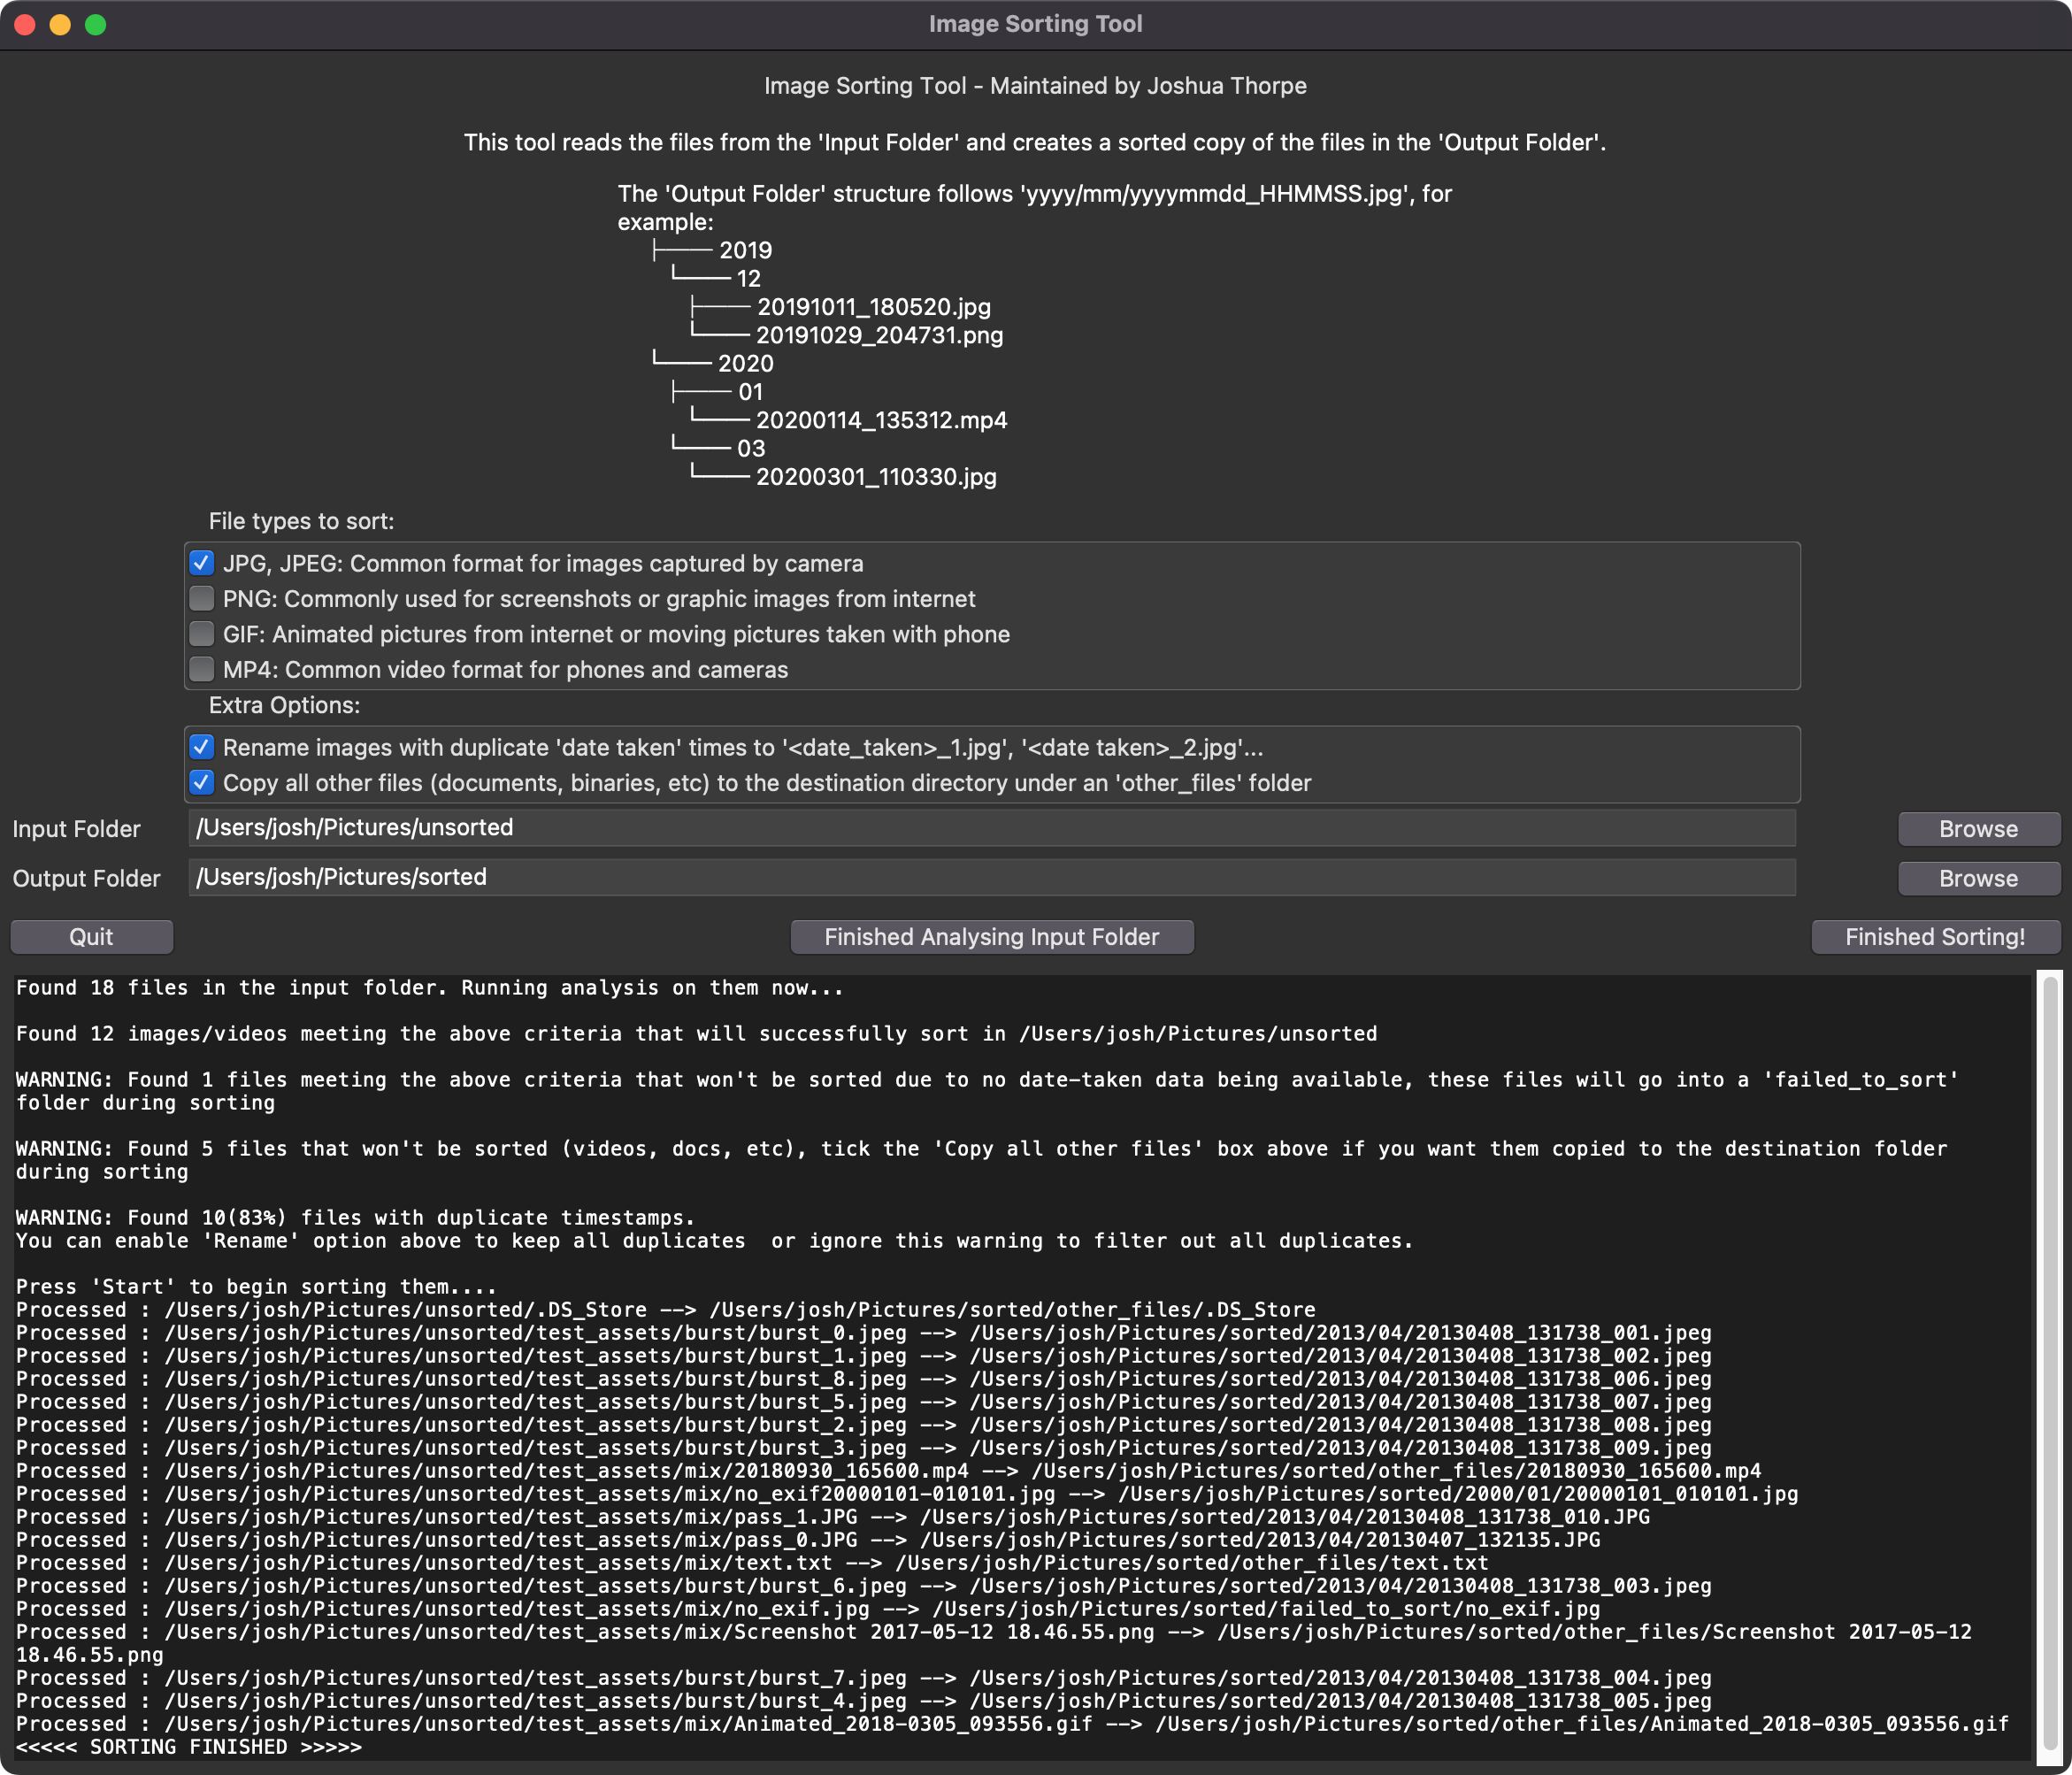 Image Sorting Tool
Image Sorting Tool - Maintained by Joshua Thorpe
This tool reads the files from the 'Input Folder' and creates a sorted copy of the files in the 'Output Folder'.
The 'Output Folder' structure follows 'yyyy/mm/yyyymmdd_HHMMSS.jpg', for
example:
├──── 2019
└──── 12
├──── 20191011_180520.jpg
└──── 20191029_204731.png
└──── 2020
├──── 01
└──── 20200114_135312.mp4
└──── 03
└──── 20200301_110330.jpg
File types to sort:
JPG, JPEG: Common format for images captured by camera
PNG: Commonly used for screenshots or graphic images from internet
GIF: Animated pictures from internet or moving pictures taken with phone
MP4: Common video format for phones and cameras
Extra Options:
Rename images with duplicate 'date taken' times to '<date_taken>_1.jpg', '<date taken>_2.jpg'...
Copy all other files (documents, binaries, etc) to the destination directory under an 'other_files' folder
Input Folder /Users/josh/Pictures/unsorted Browse
Output Folder /Users/josh/Pictures/sorted Browse
Quit Finished Analysing Input Folder Finished Sorting!
Found 18 files in the input folder. Running analysis on them now...
Found 12 images/videos meeting the above criteria that will successfully sort in /Users/josh/Pictures/unsorted
WARNING: Found 1 files meeting the above criteria that won't be sorted due to no date-taken data being available, these files will go into a 'failed_to_sort'
folder during sorting
WARNING: Found 5 files that won't be sorted (videos, docs, etc), tick the 'Copy all other files' box above if you want them copied to the destination folder
during sorting
WARNING: Found 10(83%) files with duplicate timestamps.
You can enable 'Rename' option above to keep all duplicates  or ignore this warning to filter out all duplicates.
Press 'Start' to begin sorting them....
Processed : /Users/josh/Pictures/unsorted/.DS_Store --> /Users/josh/Pictures/sorted/other_files/.DS_Store
Processed : /Users/josh/Pictures/unsorted/test_assets/burst/burst_0.jpeg --> /Users/josh/Pictures/sorted/2013/04/20130408_131738_001.jpeg
Processed : /Users/josh/Pictures/unsorted/test_assets/burst/burst_1.jpeg --> /Users/josh/Pictures/sorted/2013/04/20130408_131738_002.jpeg
Processed : /Users/josh/Pictures/unsorted/test_assets/burst/burst_8.jpeg --> /Users/josh/Pictures/sorted/2013/04/20130408_131738_006.jpeg
Processed : /Users/josh/Pictures/unsorted/test_assets/burst/burst_5.jpeg --> /Users/josh/Pictures/sorted/2013/04/20130408_131738_007.jpeg
Processed : /Users/josh/Pictures/unsorted/test_assets/burst/burst_2.jpeg --> /Users/josh/Pictures/sorted/2013/04/20130408_131738_008.jpeg
Processed : /Users/josh/Pictures/unsorted/test_assets/burst/burst_3.jpeg --> /Users/josh/Pictures/sorted/2013/04/20130408_131738_009.jpeg
Processed : /Users/josh/Pictures/unsorted/test_assets/mix/20180930_165600.mp4 --> /Users/josh/Pictures/sorted/other_files/20180930_165600.mp4
Processed : /Users/josh/Pictures/unsorted/test_assets/mix/no_exif20000101-010101.jpg --> /Users/josh/Pictures/sorted/2000/01/20000101_010101.jpg
Processed : /Users/josh/Pictures/unsorted/test_assets/mix/pass_1.JPG --> /Users/josh/Pictures/sorted/2013/04/20130408_131738_010.JPG
Processed : /Users/josh/Pictures/unsorted/test_assets/mix/pass_0.JPG --> /Users/josh/Pictures/sorted/2013/04/20130407_132135.JPG
Processed : /Users/josh/Pictures/unsorted/test_assets/mix/text.txt --> /Users/josh/Pictures/sorted/other_files/text.txt
Processed : /Users/josh/Pictures/unsorted/test_assets/burst/burst_6.jpeg --> /Users/josh/Pictures/sorted/2013/04/20130408_131738_003.jpeg
Processed : /Users/josh/Pictures/unsorted/test_assets/mix/no_exif.jpg --> /Users/josh/Pictures/sorted/failed_to_sort/no_exif.jpg
Processed : /Users/josh/Pictures/unsorted/test_assets/mix/Screenshot 2017-05-12 18.46.55.png --> /Users/josh/Pictures/sorted/other_files/Screenshot 2017-05-12
18.46.55.png
Processed : /Users/josh/Pictures/unsorted/test_assets/burst/burst_7.jpeg --> /Users/josh/Pictures/sorted/2013/04/20130408_131738_004.jpeg
Processed : /Users/josh/Pictures/unsorted/test_assets/burst/burst_4.jpeg --> /Users/josh/Pictures/sorted/2013/04/20130408_131738_005.jpeg
Processed : /Users/josh/Pictures/unsorted/test_assets/mix/Animated_2018-0305_093556.gif --> /Users/josh/Pictures/sorted/other_files/Animated_2018-0305_093556.gif
<<<<< SORTING FINISHED >>>>>